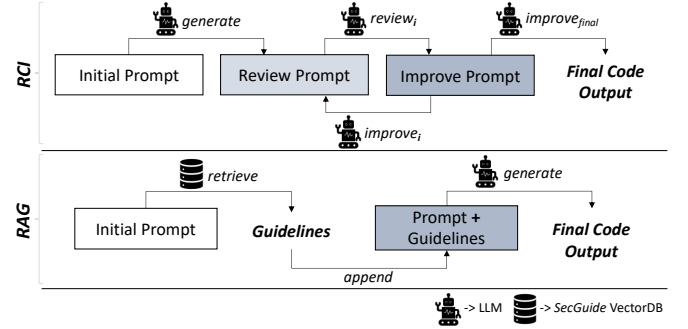 RCI
generate
review_i
improve_final
Initial Prompt
Review Prompt
Improve Prompt
Final Code
Output
improve_i
RAG
retrieve
generate
Initial Prompt
Guidelines
Prompt +
Guidelines
Final Code
Output
append
-> LLM
-> SecGuide VectorDB